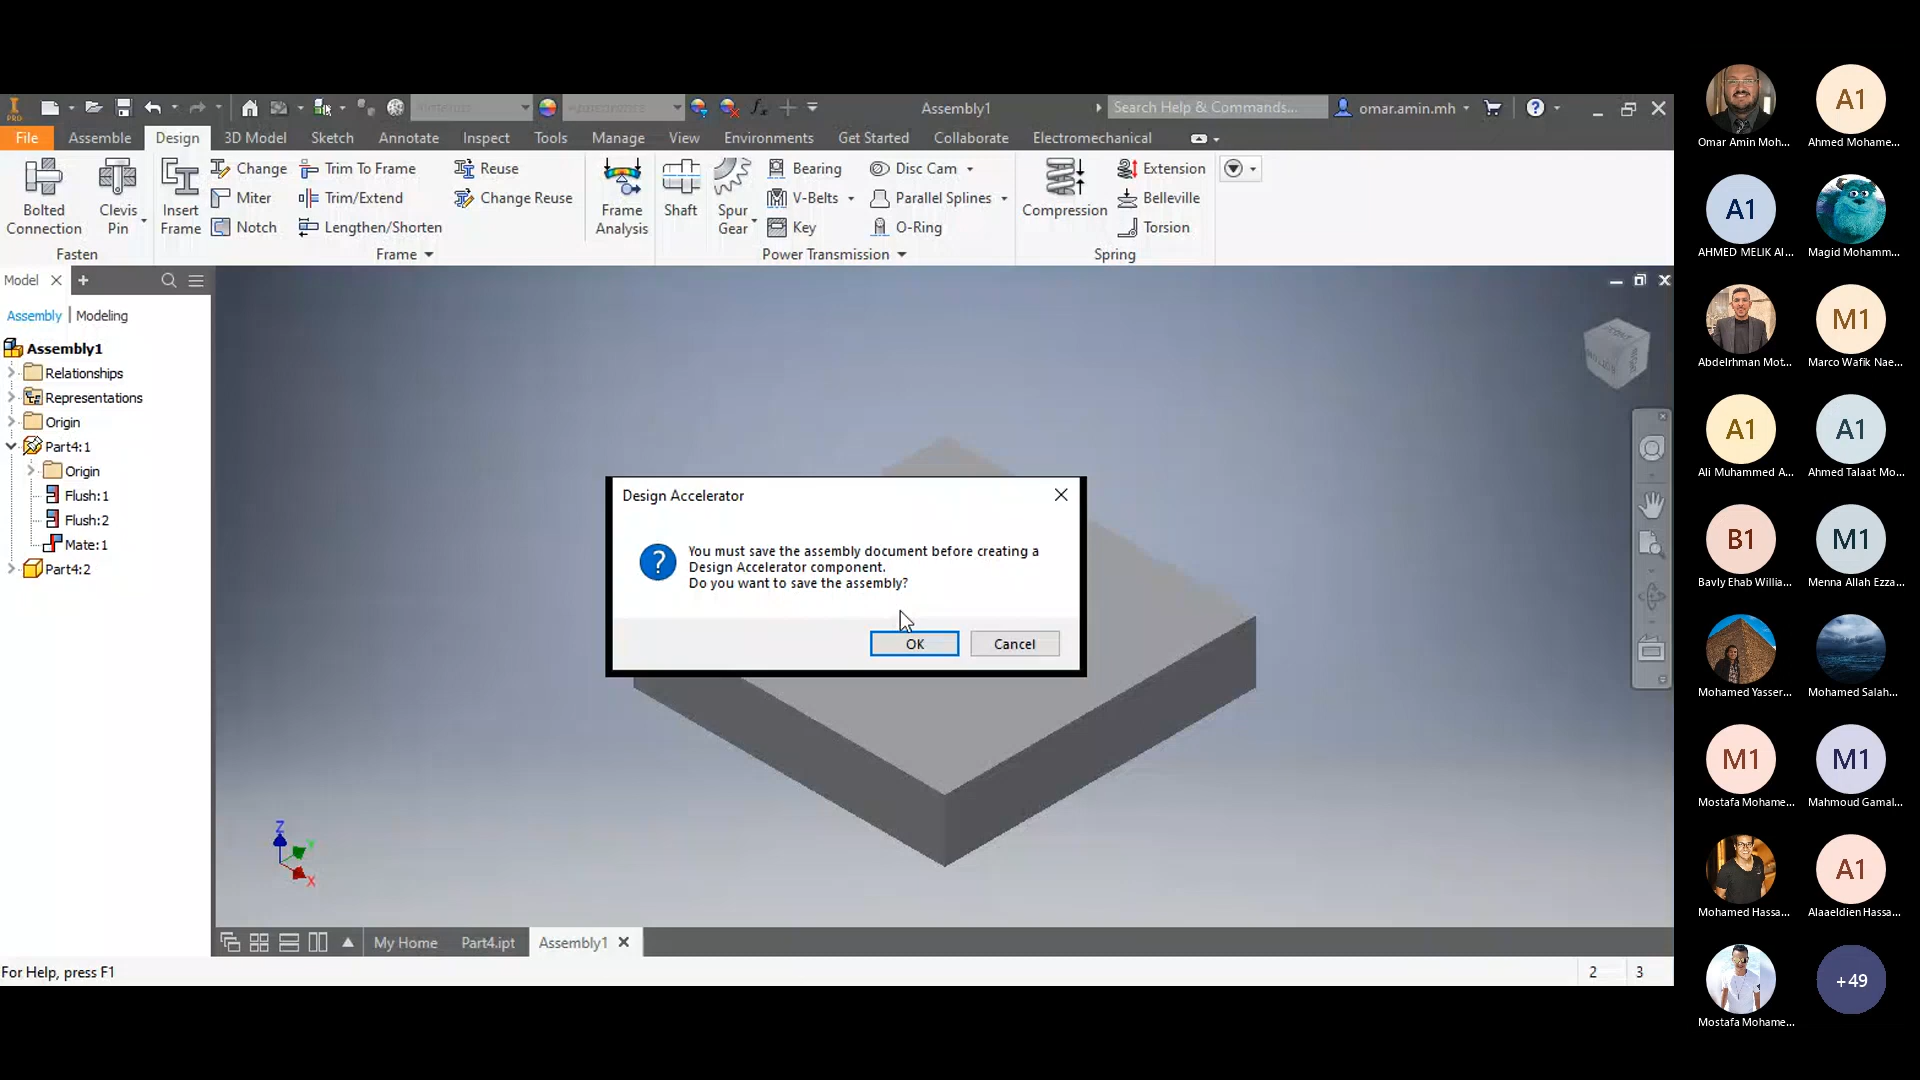 PRO
Assembly1
Search Help & Commands...
omar.amin.mh
File
Assemble
Design
3D Model
Sketch
Annotate
Inspect
Tools
Manage
View
Environments
Get Started
Collaborate
Electromechanical
Bolted Connection
Clevis Pin
Insert Frame
Change
Miter
Notch
Trim To Frame
Trim/Extend
Lengthen/Shorten
Reuse
Change Reuse
Frame Analysis
Shaft
Spur Gear
Bearing
V-Belts
Key
Disc Cam
Parallel Splines
O-Ring
Compression
Extension
Belleville
Torsion
Fasten
Frame
Power Transmission
Spring
Model
Assembly | Modeling
Assembly1
Relationships
Representations
Origin
Part4:1
Origin
Flush:1
Flush:2
Mate:1
Part4:2
Design Accelerator
You must save the assembly document before creating a
Design Accelerator component.
Do you want to save the assembly?
OK
Cancel
Z
Y
X
My Home
Part4.ipt
Assembly1
For Help, press F1
2
3
Omar Amin Moh...
A1
Ahmed Mohame...
A1
AHMED MELIK Al...
Magid Mohamm...
Abdelrhman Mot...
M1
Marco Wafik Nae...
A1
Ali Muhammed A...
A1
Ahmed Talaat Mo...
B1
Bavly Ehab Willia...
M1
Menna Allah Ezza...
Mohamed Yasser...
Mohamed Salah...
M1
Mostafa Mohame...
M1
Mahmoud Gamal...
Mohamed Hassa...
A1
Alaaeldien Hassa...
Mostafa Mohame...
+49